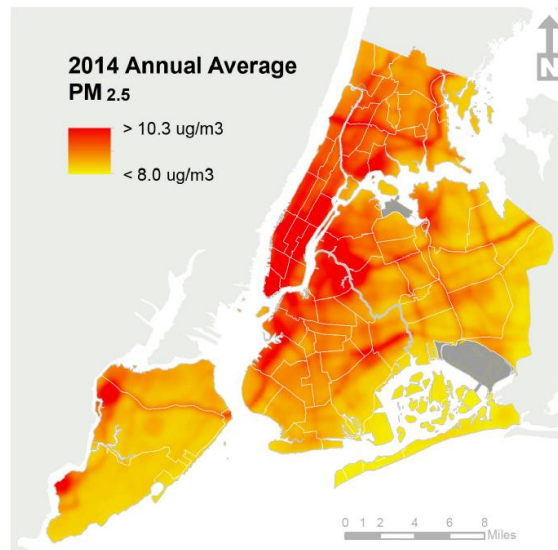 2014 Annual Average
PM 2.5
> 10.3 ug/m3
< 8.0 ug/m3
N
0 1 2 4 6 8
Miles